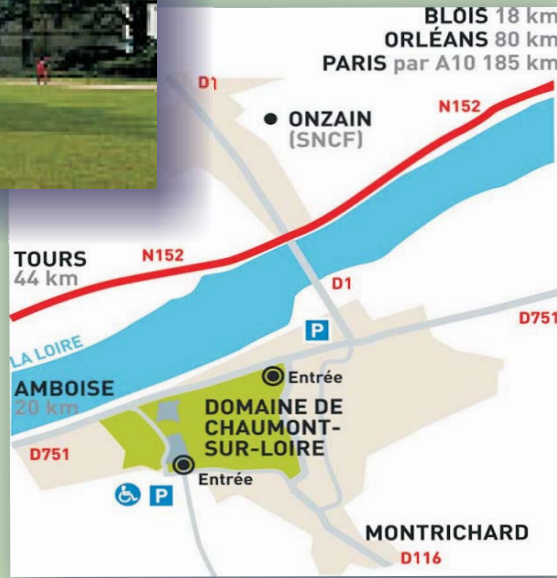 BLOIS 18 km
ORLÉANS 80 km
PARIS par A10 185 km
D1
N152
ONZAIN
(SNCF)
TOURS
44 km
N152
D1
D751
P
LA LOIRE
Entrée
AMBOISE
20 km
DOMAINE DE
CHAUMONT-
SUR-LOIRE
D751
Entrée
P
MONTRICHARD
D116